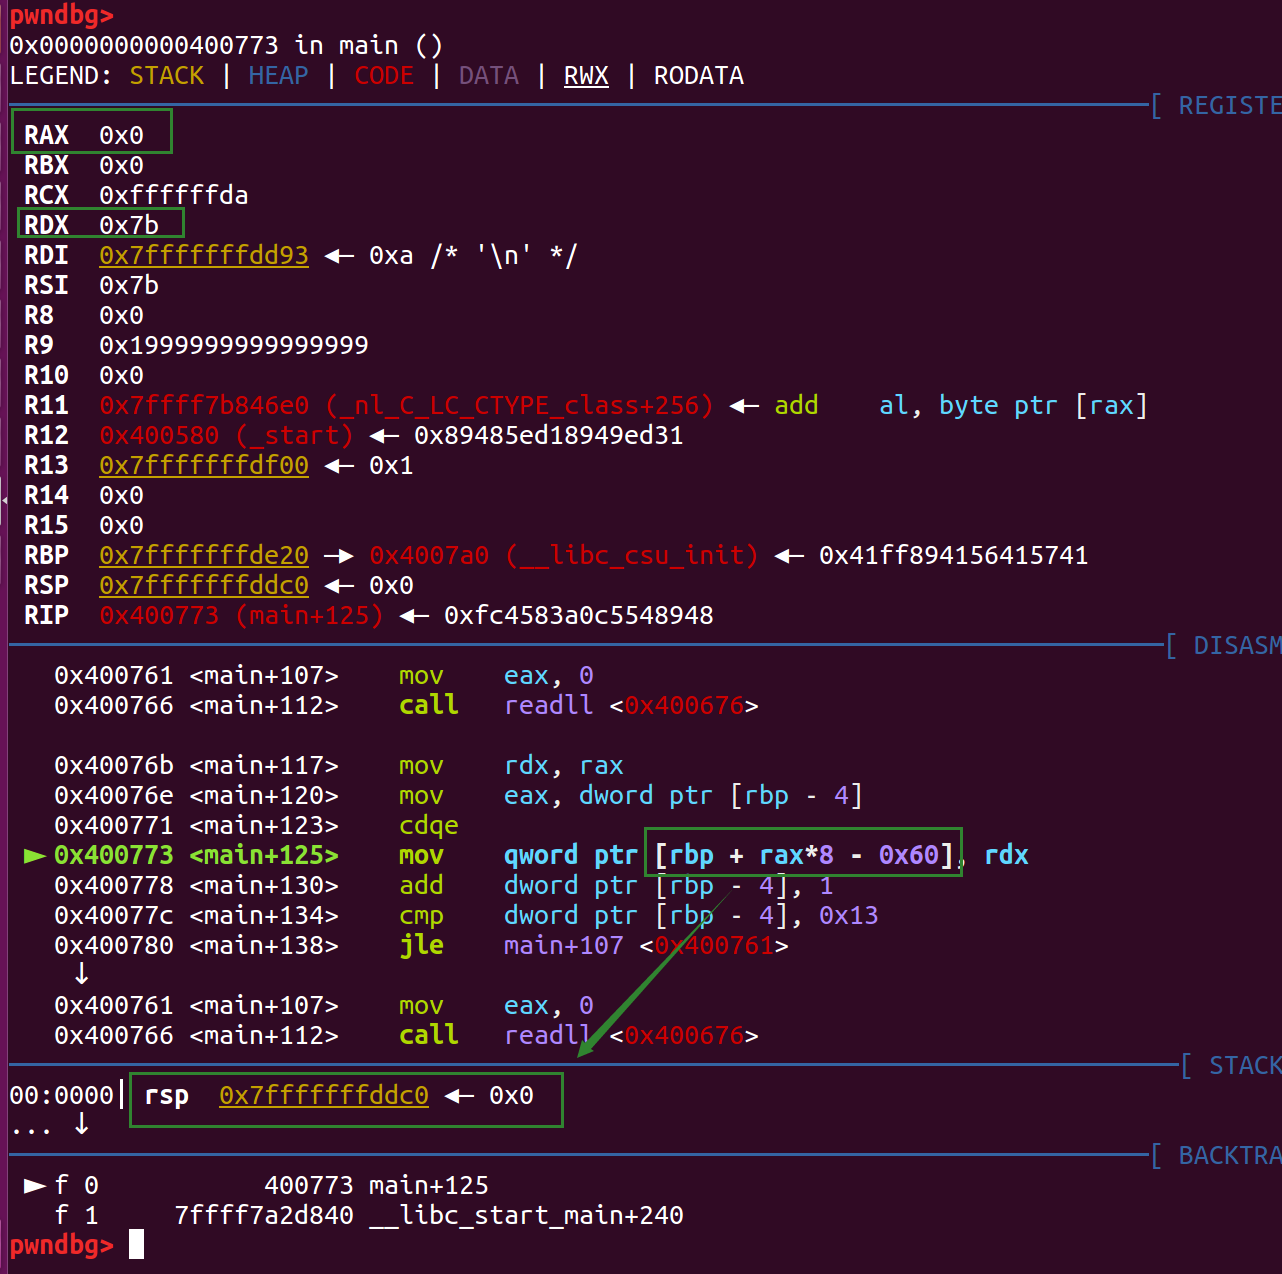 pwndbg>
0x0000000000400773 in main ()
LEGEND: STACK | HEAP | CODE | DATA | RWX | RODATA
[ REGISTE
RAX  0x0
RBX  0x0
RCX  0xffffffda
RDX  0x7b
RDI  0x7fffffffdd93 ◂— 0xa /* '\n' */
RSI  0x7b
R8   0x0
R9   0x1999999999999999
R10  0x0
R11  0x7ffff7b846e0 (_nl_C_LC_CTYPE_class+256) ◂— add    al, byte ptr [rax]
R12  0x400580 (_start) ◂— 0x89485ed18949ed31
R13  0x7fffffffdf00 ◂— 0x1
R14  0x0
R15  0x0
RBP  0x7fffffffde20 —▸ 0x4007a0 (__libc_csu_init) ◂— 0x41ff894156415741
RSP  0x7fffffffddc0 ◂— 0x0
RIP  0x400773 (main+125) ◂— 0xfc4583a0c5548948
[ DISASM
0x400761 <main+107>    mov    eax, 0
0x400766 <main+112>    call   readll <0x400676>
0x40076b <main+117>    mov    rdx, rax
0x40076e <main+120>    mov    eax, dword ptr [rbp - 4]
0x400771 <main+123>    cdqe
► 0x400773 <main+125>    mov    qword ptr [rbp + rax*8 - 0x60], rdx
0x400778 <main+130>    add    dword ptr [rbp - 4], 1
0x40077c <main+134>    cmp    dword ptr [rbp - 4], 0x13
0x400780 <main+138>    jle    main+107 <0x400761>
↓
0x400761 <main+107>    mov    eax, 0
0x400766 <main+112>    call   readll <0x400676>
[ STACK
00:0000│ rsp  0x7fffffffddc0 ◂— 0x0
... ↓
[ BACKTRA
► f 0           400773 main+125
f 1     7ffff7a2d840 __libc_start_main+240
pwndbg>